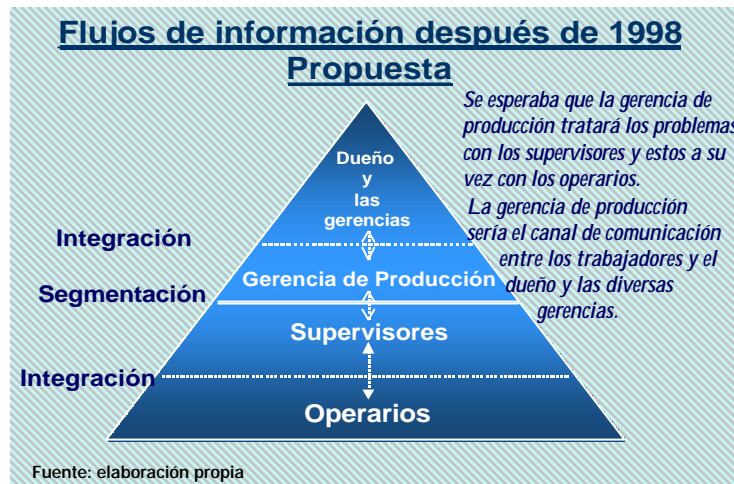 Flujos de información después de 1998
Propuesta
Se esperaba que la gerencia de
producción tratará los problemas
con los supervisores y estos a su
vez con los operarios.
La gerencia de producción
sería el canal de comunicación
entre los trabajadores y el
dueño y las diversas
gerencias.
Dueño
y
las
gerencias
Integración
Gerencia de Producción
Segmentación
Supervisores
Integración
Operarios
Fuente: elaboración propia